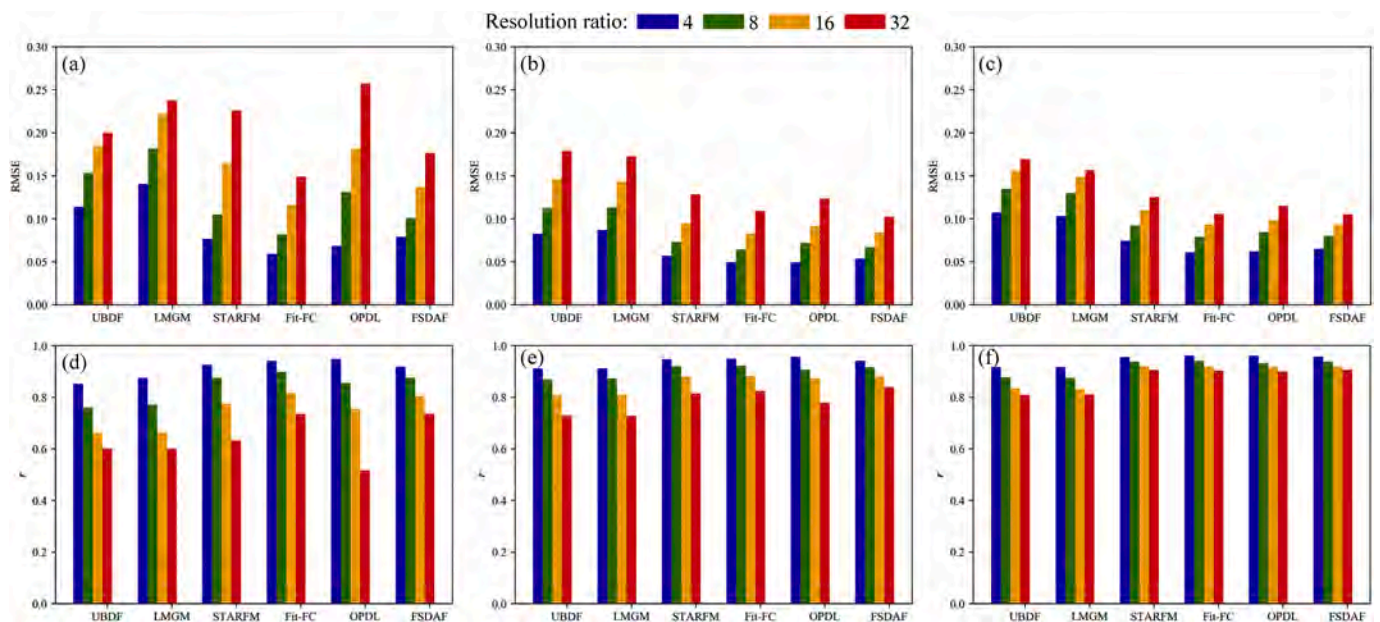 Resolution ratio: 4 8 16 32
(a) (b) (c)
0.30 0.30 0.30
0.25 0.25 0.25
0.20 0.20 0.20
0.15 0.15 0.15
0.10 0.10 0.10
0.05 0.05 0.05
0.00 0.00 0.00
RMSE RMSE RMSE
UBDF LMGM STARFM Fit-FC OPDL FSDAF UBDF LMGM STARFM Fit-FC OPDL FSDAF UBDF LMGM STARFM Fit-FC OPDL FSDAF
(d) (e) (f)
1.0 1.0 1.0
0.8 0.8 0.8
0.6 0.6 0.6
0.4 0.4 0.4
0.2 0.2 0.2
0.0 0.0 0.0
r r r
UBDF LMGM STARFM Fit-FC OPDL FSDAF UBDF LMGM STARFM Fit-FC OPDL FSDAF UBDF LMGM STARFM Fit-FC OPDL FSDAF